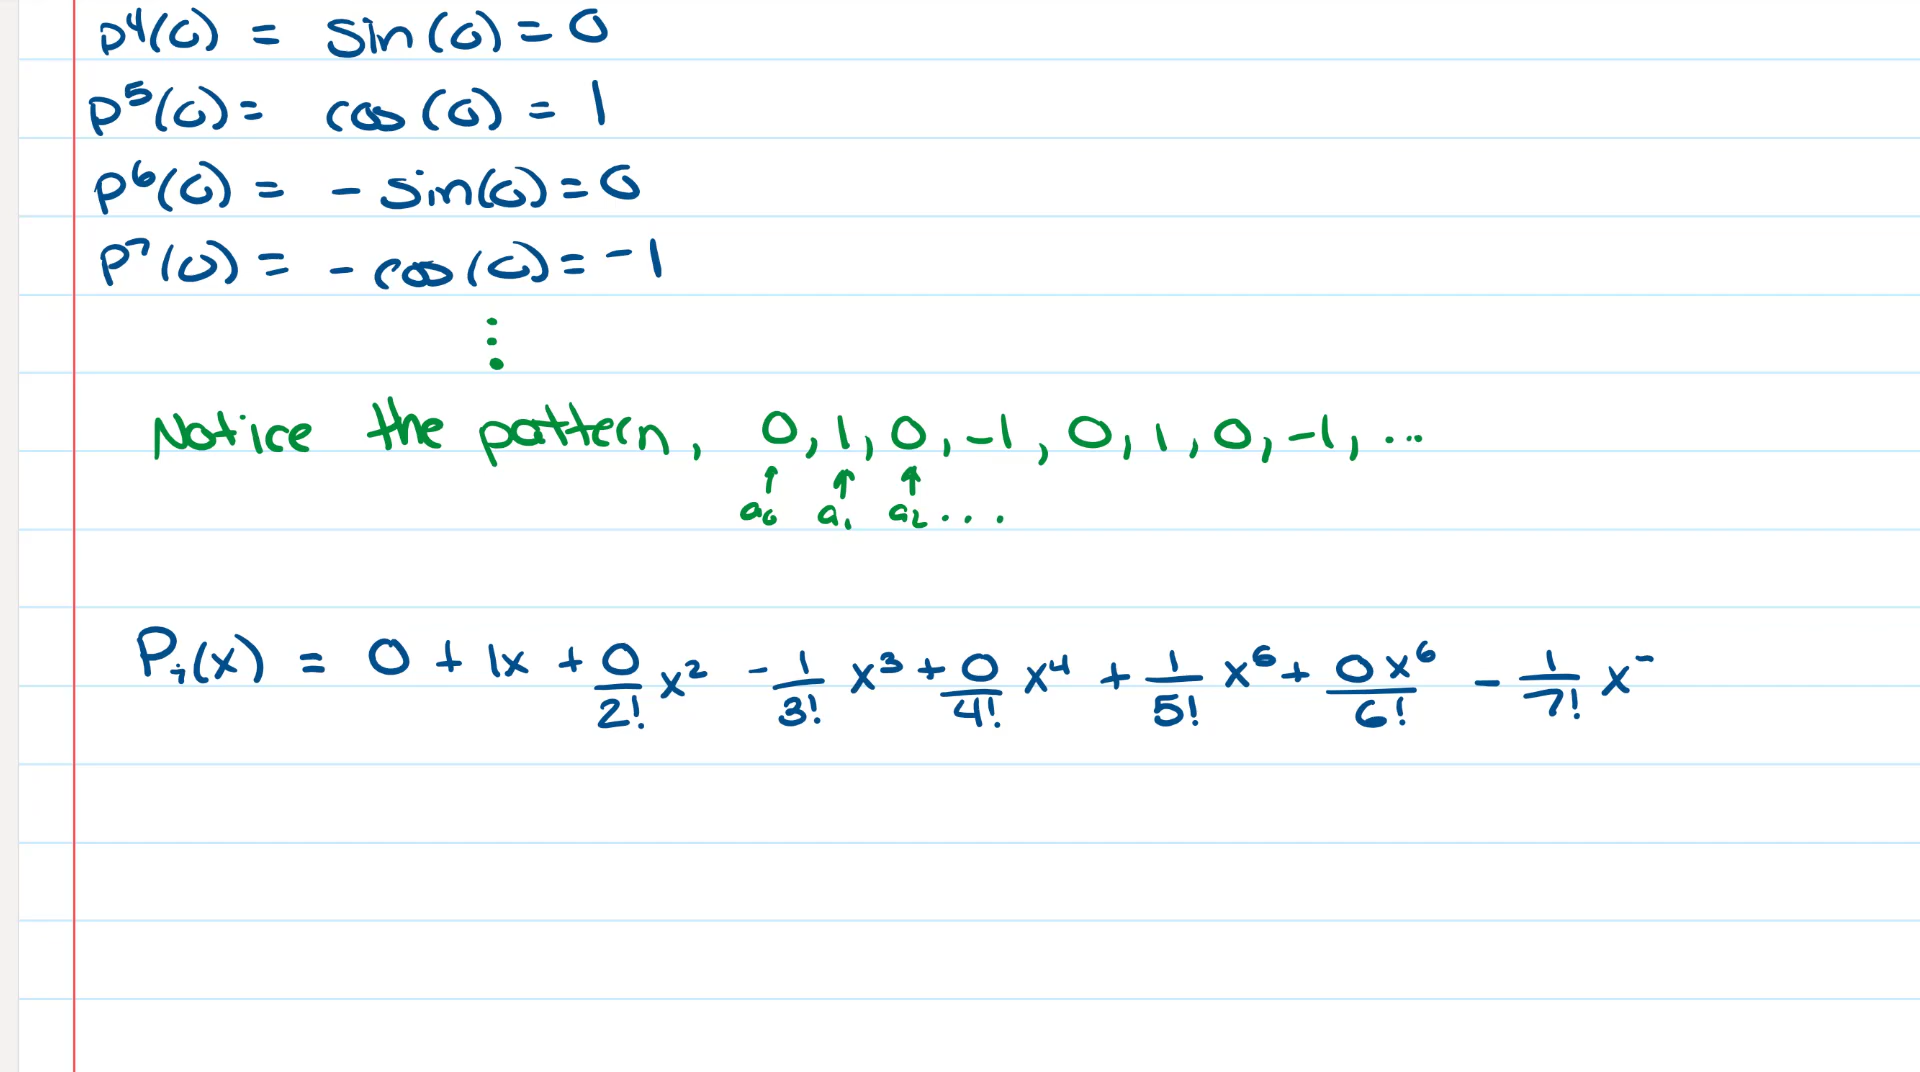 p⁴(0) = sin(0) = 0
p⁵(0) = cos(0) = 1
p⁶(0) = - sin(0) = 0
p⁷(0) = - cos(0) = -1
⋮
Notice the pattern, 0, 1, 0, -1, 0, 1, 0, -1, ...
↑ ↑ ↑
a₀ a₁ a₂ ...
P₇(x) = 0 + 1x + 0/2! x² - 1/3! x³ + 0/4! x⁴ + 1/5! x⁶ + 0x⁶/6! - 1/7! x⁻